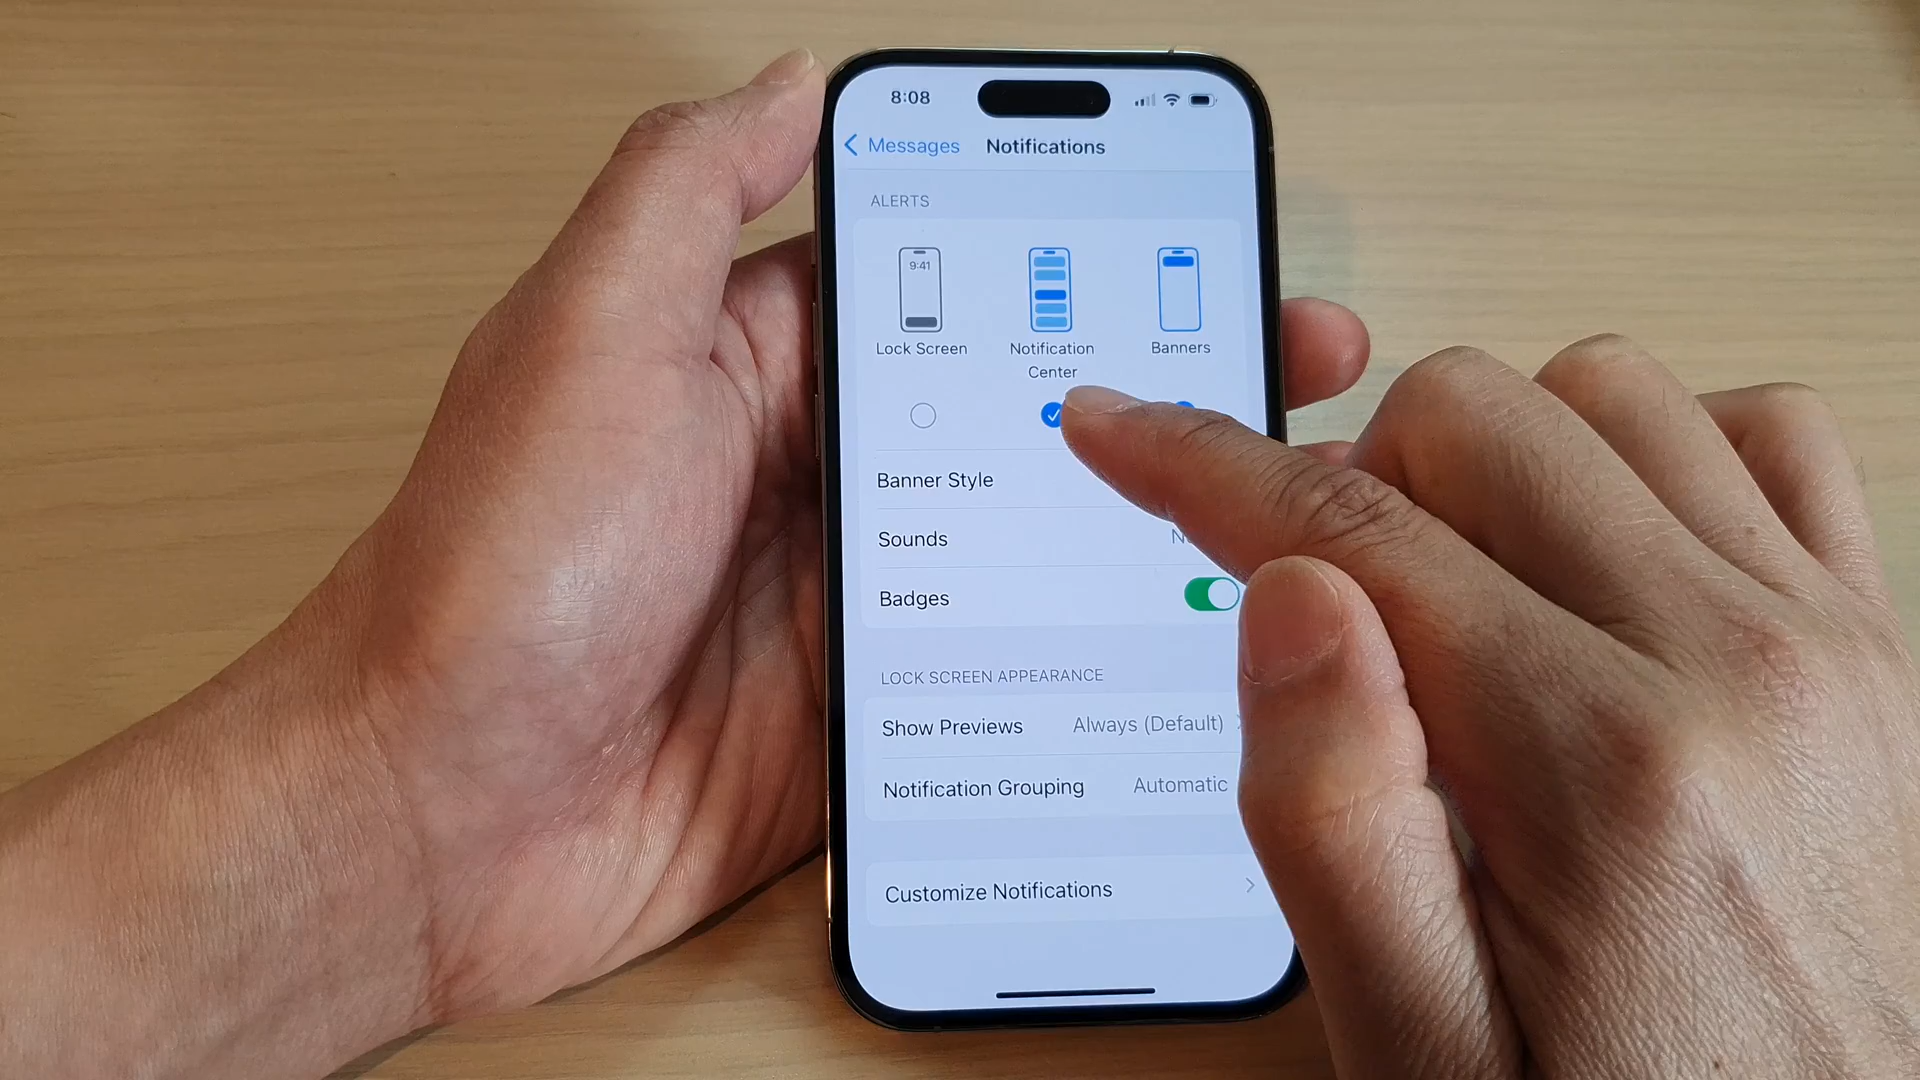 8:08
Messages Notifications
ALERTS
9:41
Lock Screen Notification Center Banners
Banner Style
Sounds
Badges
LOCK SCREEN APPEARANCE
Show Previews Always (Default)
Notification Grouping Automatic
Customize Notifications